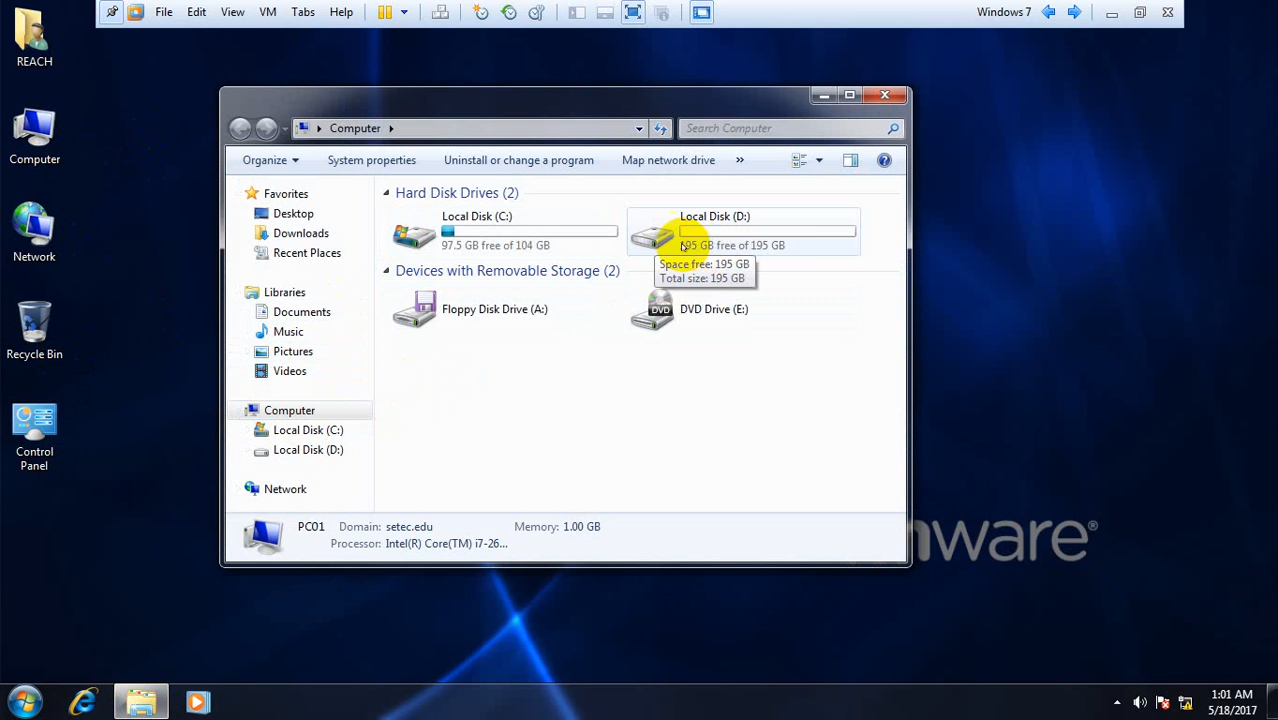 File Edit View VM Tabs Help Windows 7
REACH
Computer
Network
Recycle Bin
Control
Panel
Computer
Search Computer
Organize System properties Uninstall or change a program Map network drive »
Favorites
Desktop
Downloads
Recent Places
Libraries
Documents
Music
Pictures
Videos
Computer
Local Disk (C:)
Local Disk (D:)
Network
Hard Disk Drives (2)
Local Disk (C:)
97.5 GB free of 104 GB
Local Disk (D:)
195 GB free of 195 GB
Space free: 195 GB
Total size: 195 GB
Devices with Removable Storage (2)
Floppy Disk Drive (A:)
DVD
DVD Drive (E:)
PC01 Domain: setec.edu Memory: 1.00 GB
Processor: Intel(R) Core(TM) i7-26...
mware®
1:01 AM
5/18/2017